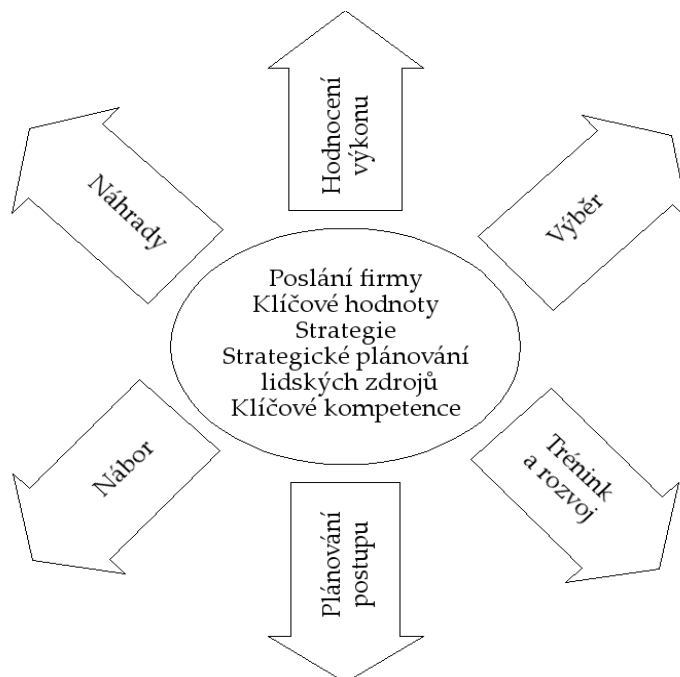 Hodnocení
výkonu
Náhrady
Výběr
Poslání firmy
Klíčové hodnoty
Strategie
Strategické plánování
lidských zdrojů
Klíčové kompetence
Nábor
Trénink
a rozvoj
Plánování
postupu